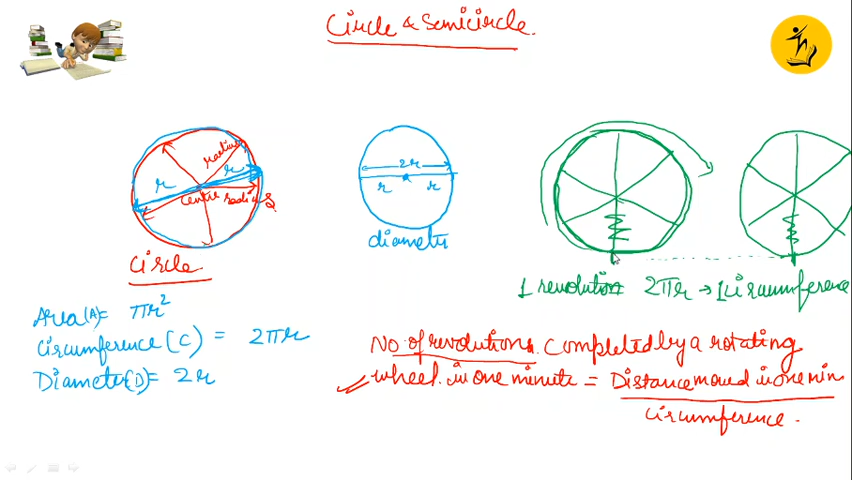 Circle & Semicircle.
radius
r
r
centre radius
Circle.
2r
r
r
diameter
1 revolution 2πr → 1 circumference
Area(A) = πr²
Circumference (C) = 2πr
Diameter(D) = 2r
No. of revolutions completed by a rotating
wheel in one minute = Distance moved in one min
circumference.